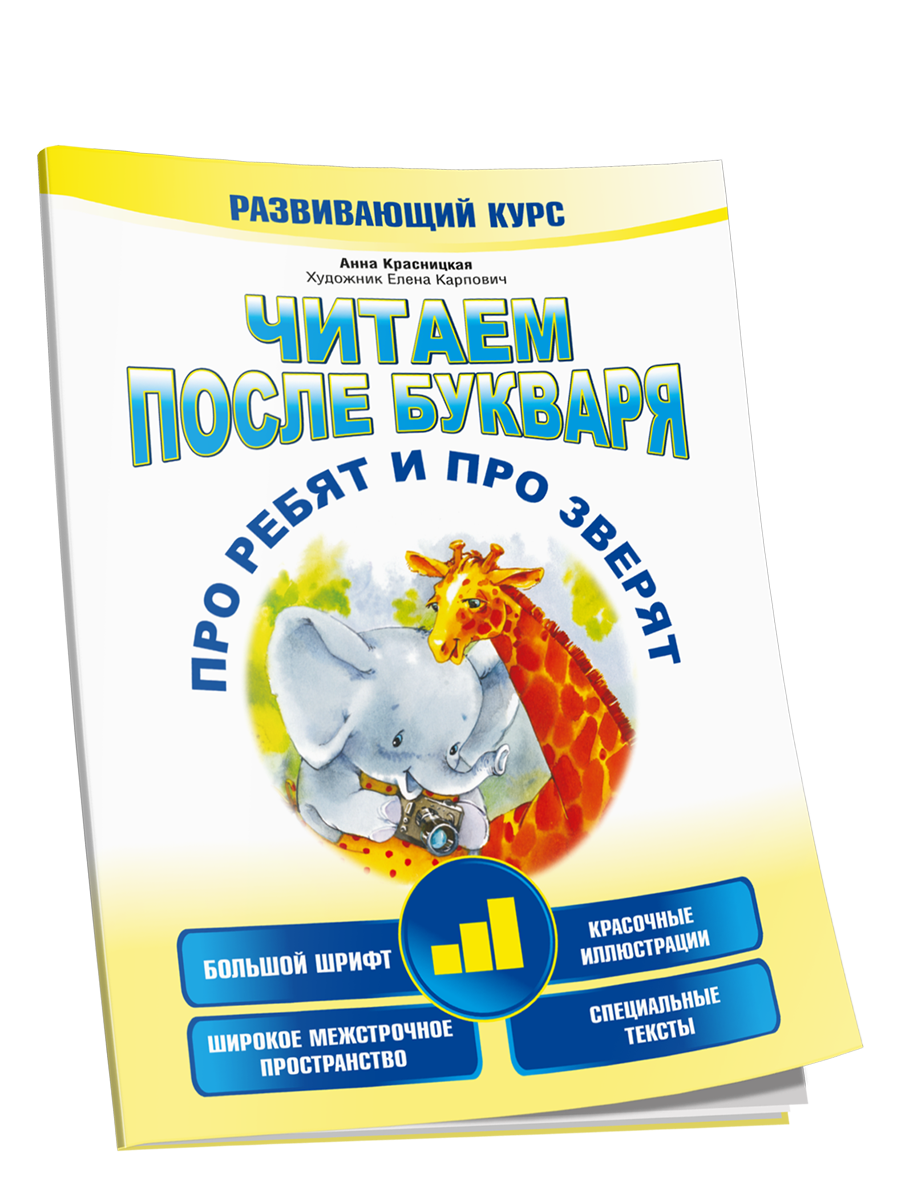 РАЗВИВАЮЩИЙ КУРС
Анна Красницкая
Художник Елена Карпович
ЧИТАЕМ
ПОСЛЕ БУКВАРЯ
ПРО РЕБЯТ И ПРО ЗВЕРЯТ
БОЛЬШОЙ ШРИФТ
КРАСОЧНЫЕ
ИЛЛЮСТРАЦИИ
ШИРОКОЕ МЕЖСТРОЧНОЕ
ПРОСТРАНСТВО
СПЕЦИАЛЬНЫЕ
ТЕКСТЫ